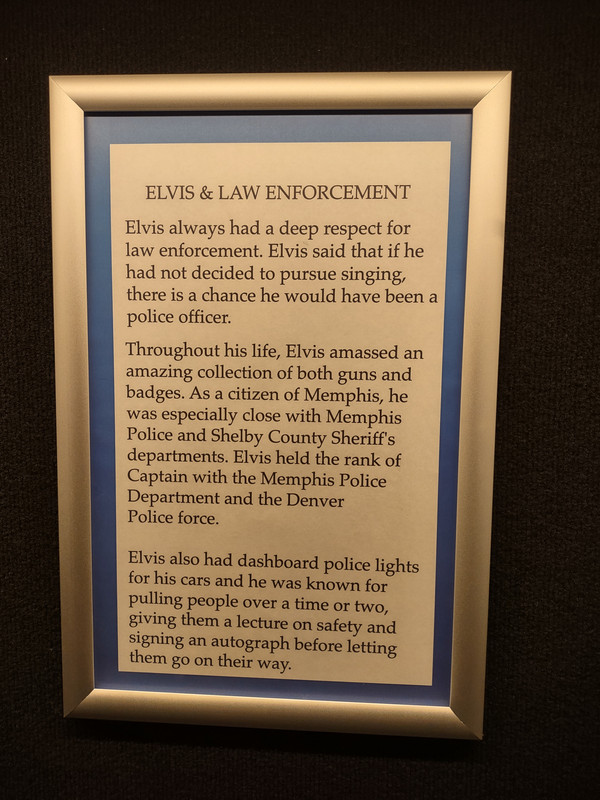 ELVIS & LAW ENFORCEMENT
Elvis always had a deep respect for
law enforcement. Elvis said that if he
had not decided to pursue singing,
there is a chance he would have been a
police officer.
Throughout his life, Elvis amassed an
amazing collection of both guns and
badges. As a citizen of Memphis, he
was especially close with Memphis
Police and Shelby County Sheriff's
departments. Elvis held the rank of
Captain with the Memphis Police
Department and the Denver
Police force.
Elvis also had dashboard police lights
for his cars and he was known for
pulling people over a time or two,
giving them a lecture on safety and
signing an autograph before letting
them go on their way.